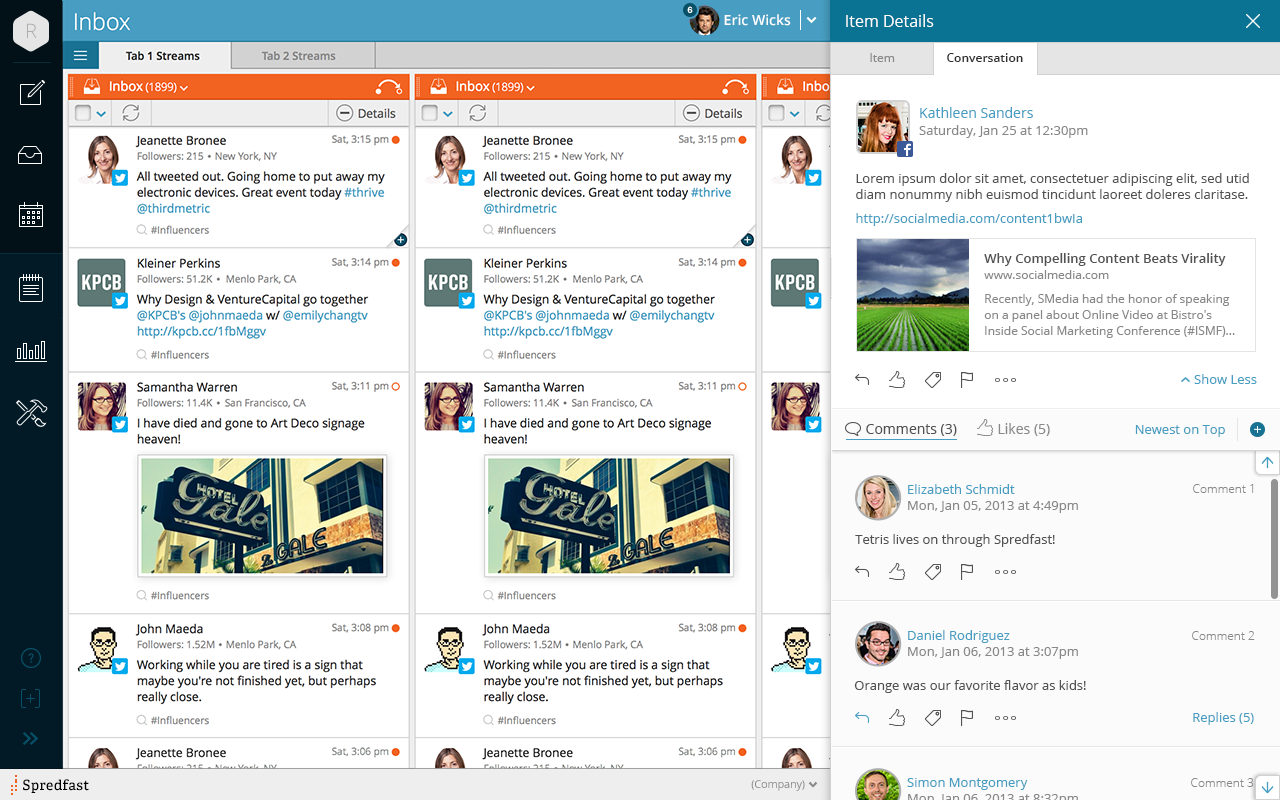 R
Inbox
6
Eric Wicks
Tab 1 Streams
Tab 2 Streams
Inbox (1899)
Details
Jeanette Bronee
Sat, 3:15 pm
Followers: 215 • New York, NY
All tweeted out. Going home to put away my
electronic devices. Great event today #thrive
@thirdmetric
#Influencers
KPCB
Kleiner Perkins
Sat, 3:14 pm
Followers: 51.2K • Menlo Park, CA
Why Design & VentureCapital go together
@KPCB's @johnmaeda w/ @emilychangtv
http://kpcb.cc/1fbMggv
#Influencers
Samantha Warren
Sat, 3:11 pm
Followers: 11.4K • San Francisco, CA
I have died and gone to Art Deco signage
heaven!
HOTEL
Gale
GALE
#Influencers
John Maeda
Sat, 3:08 pm
Followers: 1.52M • Menlo Park, CA
Working while you are tired is a sign that
maybe you're not finished yet, but perhaps
really close.
#Influencers
Jeanette Bronee
Sat, 3:06 pm
Followers: 215 • New York, NY
Inbox (1899)
Details
Jeanette Bronee
Sat, 3:15 pm
Followers: 215 • New York, NY
All tweeted out. Going home to put away my
electronic devices. Great event today #thrive
@thirdmetric
#Influencers
KPCB
Kleiner Perkins
Sat, 3:14 pm
Followers: 51.2K • Menlo Park, CA
Why Design & VentureCapital go together
@KPCB's @johnmaeda w/ @emilychangtv
http://kpcb.cc/1fbMggv
#Influencers
Samantha Warren
Sat, 3:11 pm
Followers: 11.4K • San Francisco, CA
I have died and gone to Art Deco signage
heaven!
HOTEL
Gale
GALE
#Influencers
John Maeda
Sat, 3:08 pm
Followers: 1.52M • Menlo Park, CA
Working while you are tired is a sign that
maybe you're not finished yet, but perhaps
really close.
#Influencers
Jeanette Bronee
Sat, 3:06 pm
Followers: 215 • New York, NY
Inbo
KPCB
Spredfast
(Company)
Item Details
Item
Conversation
Kathleen Sanders
Saturday, Jan 25 at 12:30pm
Lorem ipsum dolor sit amet, consectetuer adipiscing elit, sed utid
diam nonummy nibh euismod tincidunt laoreet doleres claritase.
http://socialmedia.com/content1bwIa
Why Compelling Content Beats Virality
www.socialmedia.com
Recently, SMedia had the honor of speaking
on a panel about Online Video at Bistro's
Inside Social Marketing Conference (#ISMF)...
Show Less
Comments (3)
Likes (5)
Newest on Top
Elizabeth Schmidt
Comment 1
Mon, Jan 05, 2013 at 4:49pm
Tetris lives on through Spredfast!
Daniel Rodriguez
Comment 2
Mon, Jan 06, 2013 at 3:07pm
Orange was our favorite flavor as kids!
Replies (5)
Simon Montgomery
Comment 3
Mon, Jan 06, 2013 at 8:32pm